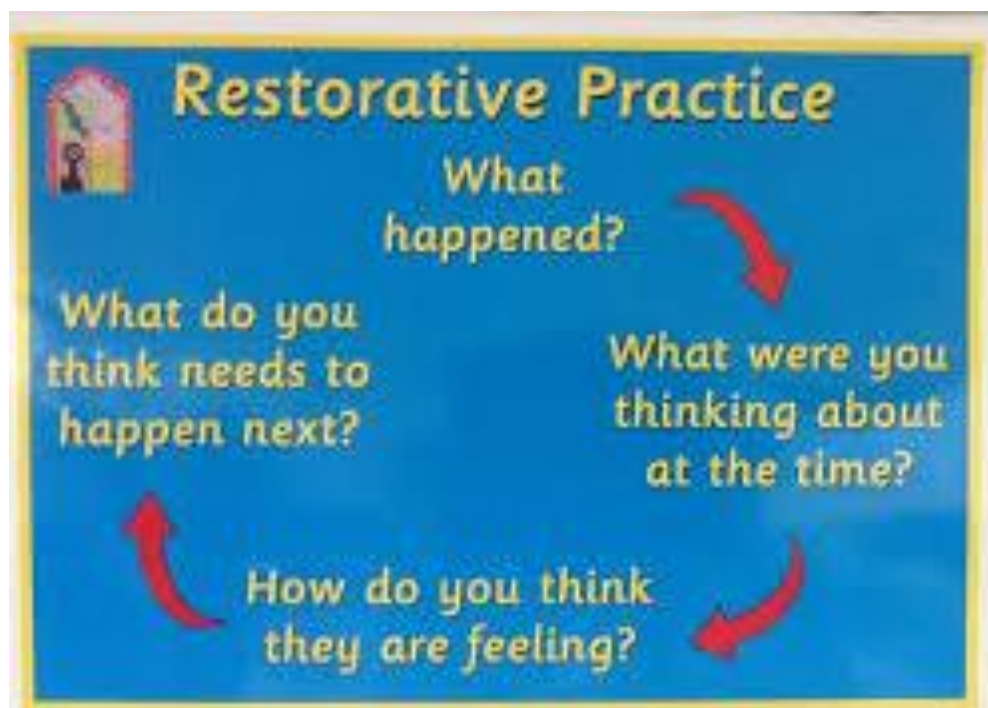 Restorative Practice
What
happened?
What were you
thinking about
at the time?
How do you think
they are feeling?
What do you
think needs to
happen next?